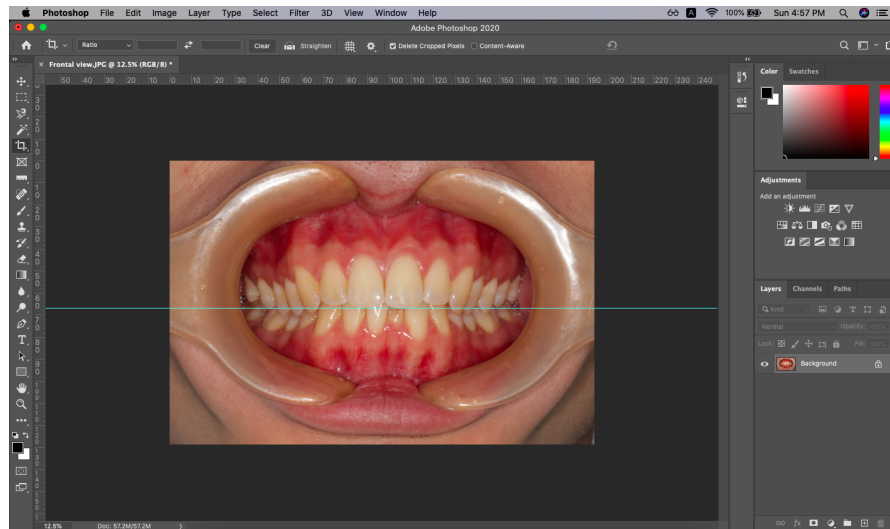 Photoshop File Edit Image Layer Type Select Filter 3D View Window Help 100% Sun 4:57 PM
Adobe Photoshop 2020
Ratio Clear Straighten Delete Cropped Pixels Content-Aware
× Frontal view.JPG @ 12.5% (RGB/8) *
50 40 30 20 10 0 10 20 30 40 50 60 70 80 90 100 110 120 130 140 150 160 170 180 190 200 210 220 230 240
Color Swatches
Adjustments
Add an adjustment
Layers Channels Paths
Kind
Normal Opacity: 100%
Lock: Fill: 100%
Background
fx
12.5% Doc: 57.2M/57.2M